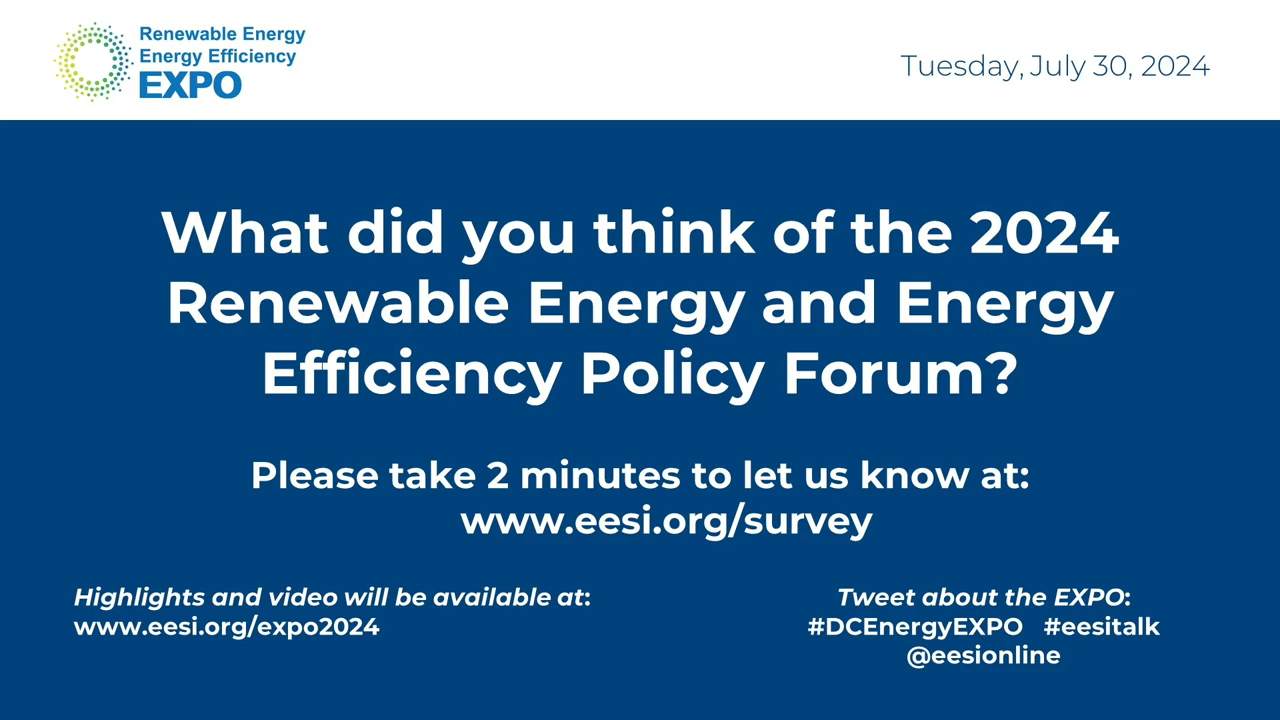 Renewable Energy
Energy Efficiency
EXPO
Tuesday, July 30, 2024
What did you think of the 2024
Renewable Energy and Energy
Efficiency Policy Forum?
Please take 2 minutes to let us know at:
www.eesi.org/survey
Highlights and video will be available at:
www.eesi.org/expo2024
Tweet about the EXPO:
#DCEnergyEXPO #eesitalk
@eesionline